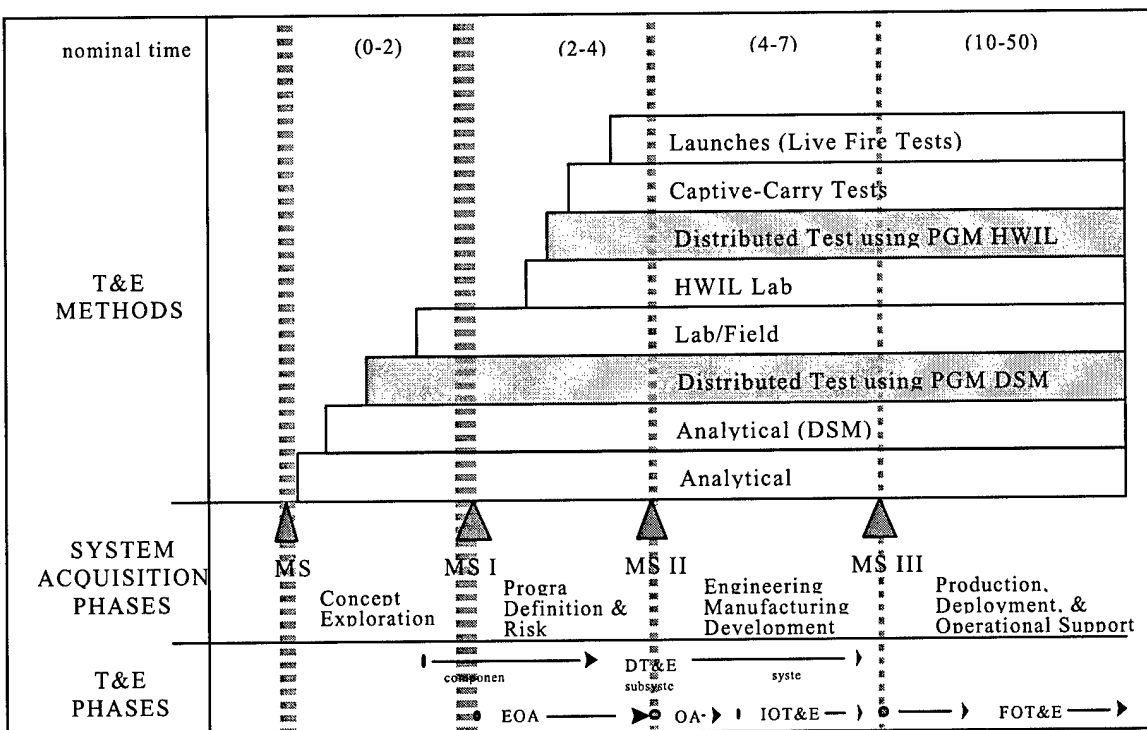 nominal time (0-2) (2-4) (4-7) (10-50)
Launches (Live Fire Tests)
Captive-Carry Tests
Distributed Test using PGM HWIL
T&E
METHODS
HWIL Lab
Lab/Field
Distributed Test using PGM DSM
Analytical (DSM)
Analytical
SYSTEM
ACQUISITION
PHASES
MS MS I MS II MS III
Concept
Exploration
Progra
Definition &
Risk
Engineering
Manufacturing
Development
Production,
Deployment, &
Operational Support
T&E
PHASES
DT&E
componen subsyste syste
EOA OA IOT&E FOT&E